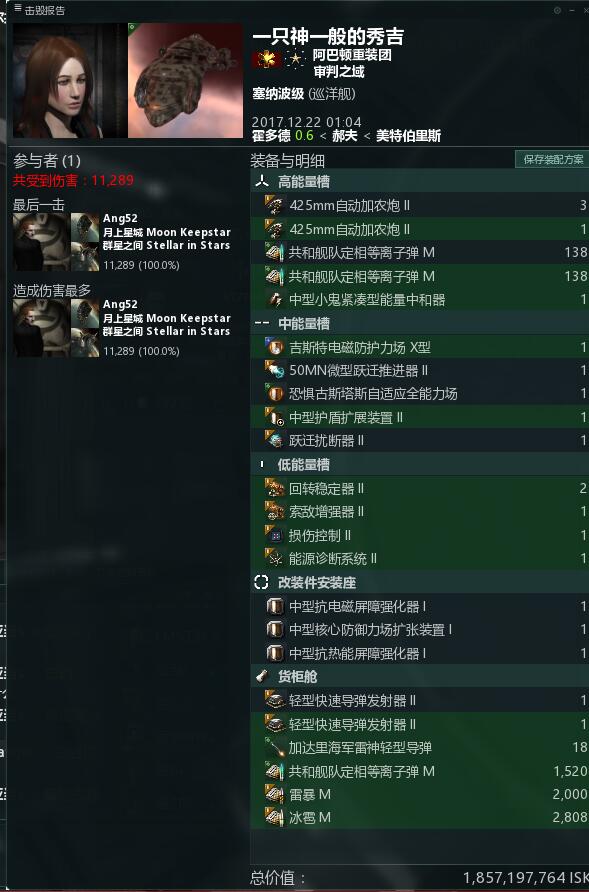 击毁报告
一只神一般的秀吉
阿巴顿重装团
审判之域
塞纳波级 (巡洋舰)
2017.12.22 01:04
霍多德 0.6 < 郝夫 < 美特伯里斯
参与者 (1)
共受到伤害：11,289
最后一击
Ang52
月上星城 Moon Keepstar
群星之间 Stellar in Stars
11,289 (100.0%)
造成伤害最多
Ang52
月上星城 Moon Keepstar
群星之间 Stellar in Stars
11,289 (100.0%)
装备与明细
保存装配方案
高能量槽
425mm自动加农炮 II 3
425mm自动加农炮 II 1
共和舰队定相等离子弹 M 138
共和舰队定相等离子弹 M 138
中型小鬼紧凑型能量中和器 1
中能量槽
吉斯特电磁防护力场 X型 1
50MN微型跃迁推进器 II 1
恐惧古斯塔斯自适应全能力场 1
中型护盾扩展装置 II 1
跃迁扰断器 II 1
低能量槽
回转稳定器 II 2
索敌增强器 II 1
损伤控制 II 1
能源诊断系统 II 1
改装件安装座
中型抗电磁屏障强化器 I 1
中型核心防御力场扩张装置 I 1
中型抗热能屏障强化器 I 1
货柜舱
轻型快速导弹发射器 II 1
轻型快速导弹发射器 II 1
加达里海军雷神轻型导弹 18
共和舰队定相等离子弹 M 1,520
雷暴 M 2,000
冰雹 M 2,808
总价值： 1,857,197,764 ISK